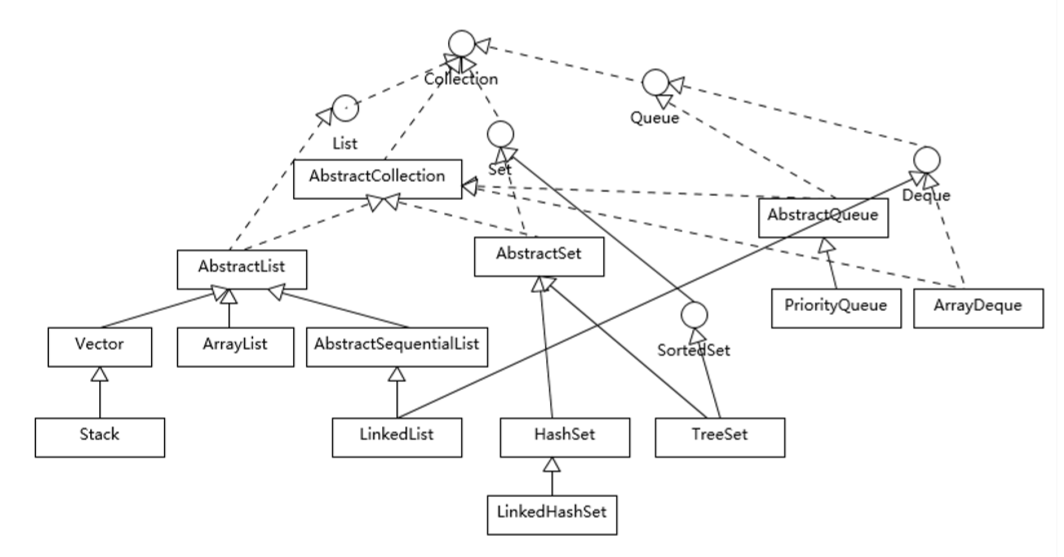 Collection
Queue
List
Set
AbstractCollection
Deque
AbstractQueue
AbstractList
AbstractSet
PriorityQueue
ArrayDeque
Vector
ArrayList
AbstractSequentialList
SortedSet
Stack
LinkedList
HashSet
TreeSet
LinkedHashSet